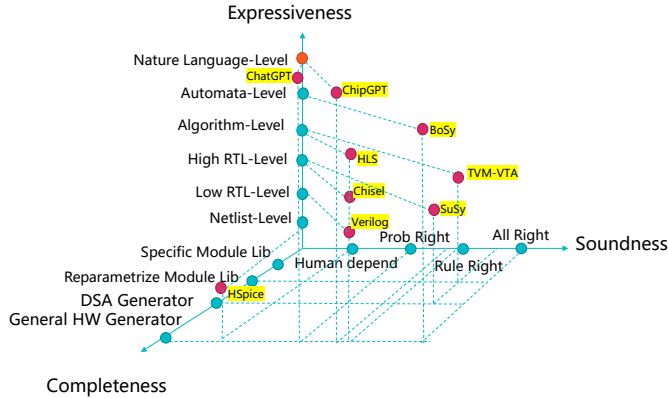 Expressiveness
Nature Language-Level
ChatGPT
Automata-Level
ChipGPT
Algorithm-Level
BoSy
High RTL-Level
HLS
TVM-VTA
Low RTL-Level
Chisel
SuSy
Netlist-Level
Verilog
Prob Right
All Right
Soundness
Specific Module Lib
Human depend
Rule Right
Reparametrize Module Lib
HSpice
DSA Generator
General HW Generator
Completeness